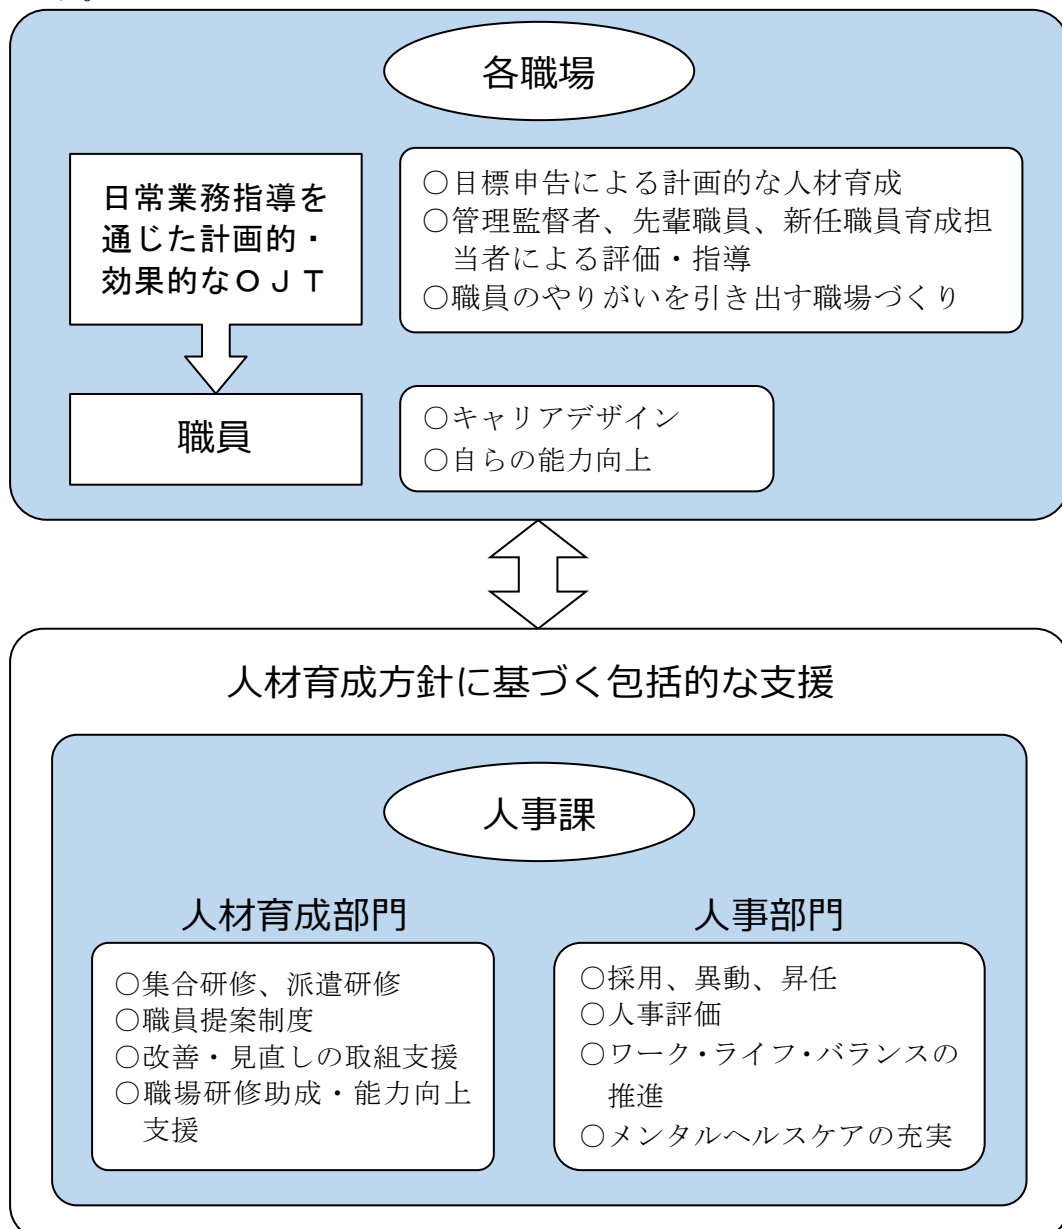 各職場
日常業務指導を
通じた計画的・
効果的なＯＪＴ
○目標申告による計画的な人材育成
○管理監督者、先輩職員、新任職員育成担
当者による評価・指導
○職員のやりがいを引き出す職場づくり
職員
○キャリアデザイン
○自らの能力向上
人材育成方針に基づく包括的な支援
人事課
人材育成部門
○集合研修、派遣研修
○職員提案制度
○改善・見直しの取組支援
○職場研修助成・能力向上
支援
人事部門
○採用、異動、昇任
○人事評価
○ワーク・ライフ・バランスの
推進
○メンタルヘルスケアの充実